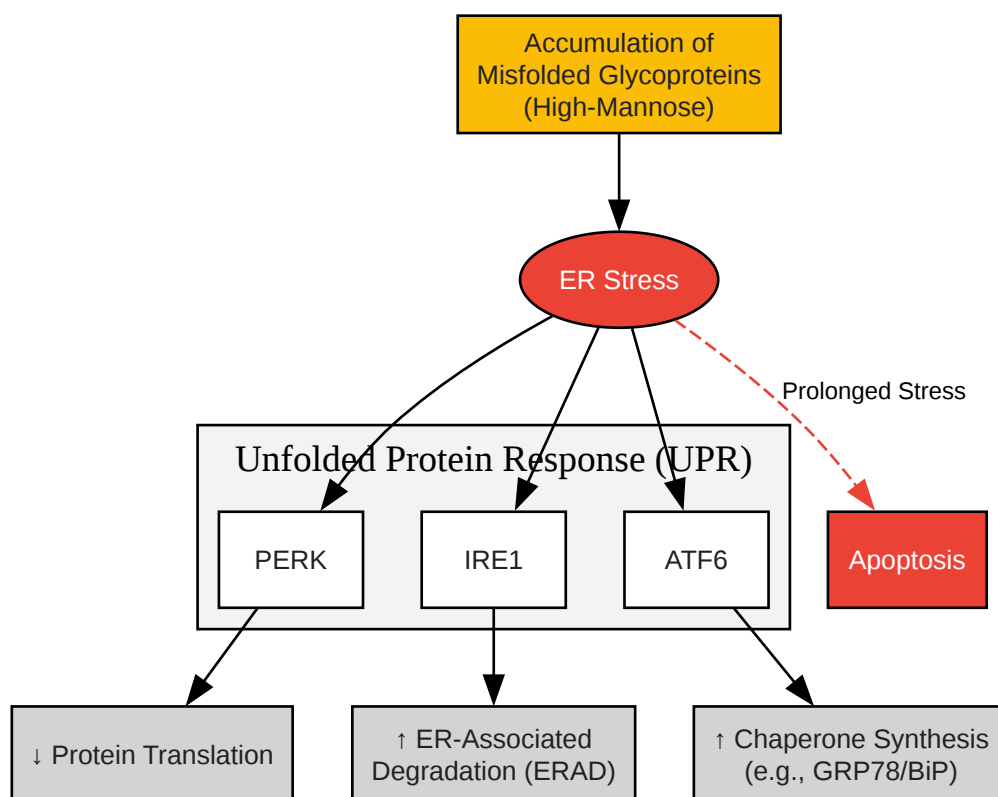 Accumulation of
Misfolded Glycoproteins
(High-Mannose)
ER Stress
Prolonged Stress
Unfolded Protein Response (UPR)
PERK
IRE1
ATF6
Apoptosis
↓ Protein Translation
↑ ER-Associated
Degradation (ERAD)
↑ Chaperone Synthesis
(e.g., GRP78/BiP)